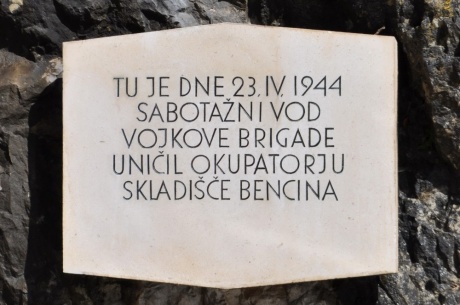 TU JE DNE 23. IV. 1944
SABOTAŽNI VOD
VOJKOVE BRIGADE
UNIČIL OKUPATORJU
SKLADIŠČE BENCINA